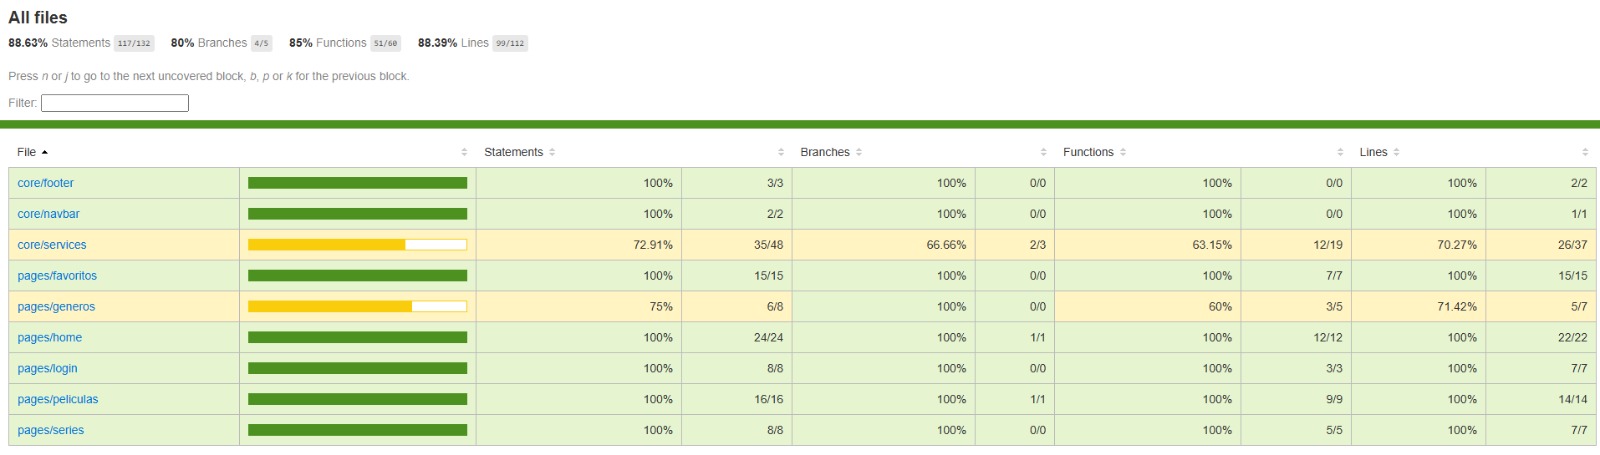 All files
88.63% Statements 117/132 80% Branches 4/5 85% Functions 51/60 88.39% Lines 99/112
Press n or j to go to the next uncovered block, b, p or k for the previous block.
Filter:
File Statements Branches Functions Lines
core/footer 100% 3/3 100% 0/0 100% 0/0 100% 2/2
core/navbar 100% 2/2 100% 0/0 100% 0/0 100% 1/1
core/services 72.91% 35/48 66.66% 2/3 63.15% 12/19 70.27% 26/37
pages/favoritos 100% 15/15 100% 0/0 100% 7/7 100% 15/15
pages/generos 75% 6/8 100% 0/0 60% 3/5 71.42% 5/7
pages/home 100% 24/24 100% 1/1 100% 12/12 100% 22/22
pages/login 100% 8/8 100% 0/0 100% 3/3 100% 7/7
pages/peliculas 100% 16/16 100% 1/1 100% 9/9 100% 14/14
pages/series 100% 8/8 100% 0/0 100% 5/5 100% 7/7